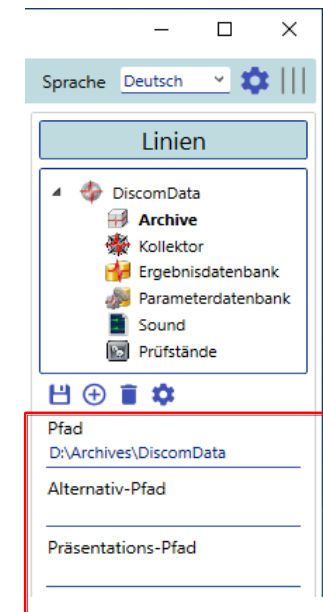 Sprache Deutsch
Linien
DiscomData
Archive
Kollektor
Ergebnisdatenbank
Parameterdatenbank
Sound
Prüfstände
Pfad
D:\Archives\DiscomData
Alternativ-Pfad
Präsentations-Pfad